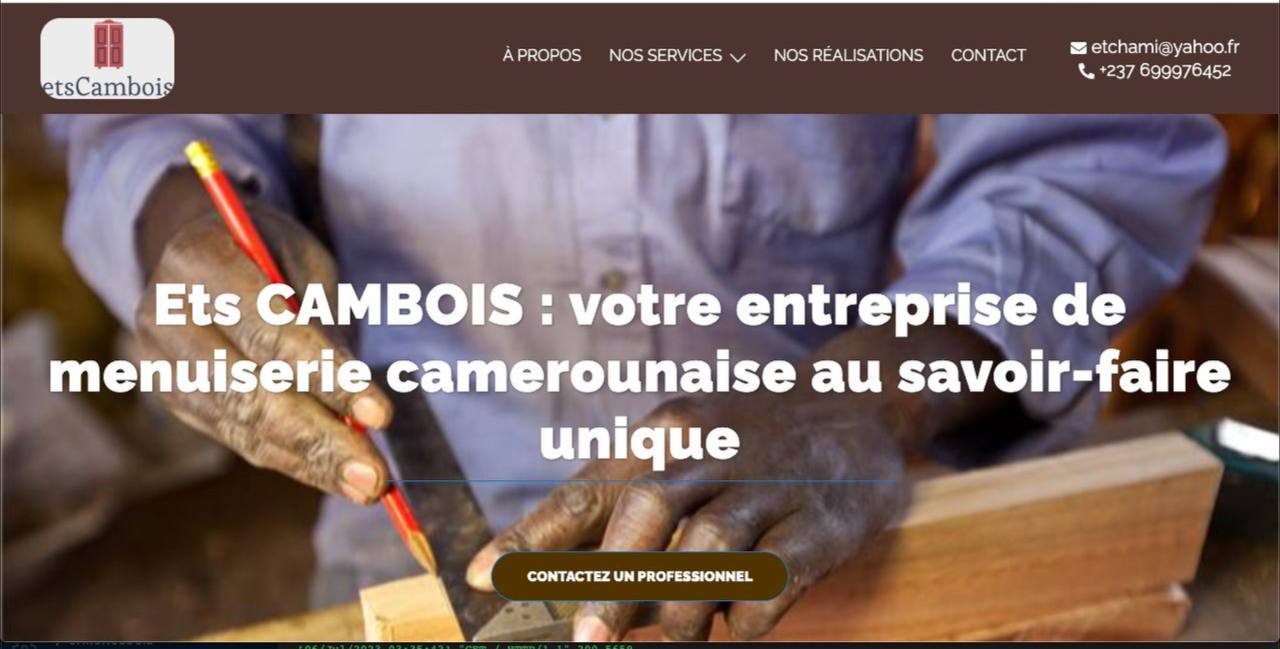 etsCambois
À PROPOS
NOS SERVICES
NOS RÉALISATIONS
CONTACT
etchami@yahoo.fr
+237 699976452
Ets CAMBOIS : votre entreprise de
menuiserie camerounaise au savoir-faire
unique
CONTACTEZ UN PROFESSIONNEL